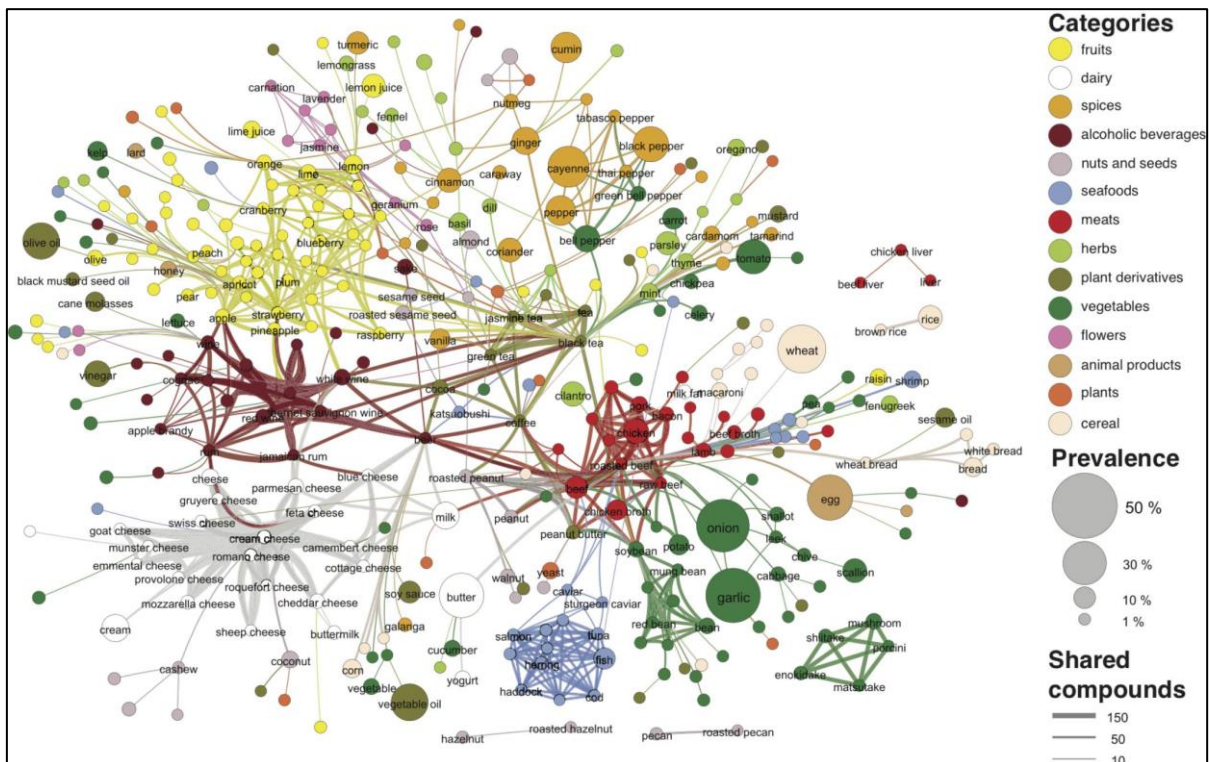 Categories
fruits
dairy
spices
alcoholic beverages
nuts and seeds
seafoods
meats
herbs
plant derivatives
vegetables
flowers
animal products
plants
cereal
Prevalence
50 %
30 %
10 %
1 %
Shared
compounds
150
50
10
turmeric
cumin
lemongrass
carnation
lavender
lemon juice
nutmeg
fennel
tabasco pepper
lime juice
jasmine
ginger
black pepper
oregano
kelp
lard
orange
lime
lemon
cinnamon
caraway
cayenne
thai pepper
green bell pepper
cranberry
geranium
dill
pepper
carrot
mustard
olive oil
blueberry
rose
basil
almond
bell pepper
parsley
cardamom
tamarind
olive
peach
coriander
thyme
tomato
chicken liver
honey
black mustard seed oil
apricot
plum
sake
sesame seed
chickpea
beef liver
liver
cane molasses
pear
mint
lettuce
apple
strawberry
roasted sesame seed
jasmine tea
tea
celery
rice
pineapple
raspberry
vanilla
brown rice
wine
green tea
black tea
wheat
vinegar
white wine
cocoa
cilantro
milk fat
macaroni
raisin
shrimp
katsuobushi
pork
bacon
pea
fenugreek
apple brandy
coffee
chicken
beef broth
sesame oil
rum
jamaican rum
beer
roasted beef
lamb
wheat bread
white bread
bread
cheese
blue cheese
roasted peanut
beef
raw beef
gruyere cheese
parmesan cheese
egg
swiss cheese
feta cheese
milk
peanut
chicken broth
onion
shallot
goat cheese
munster cheese
cream cheese
camembert cheese
peanut butter
leek
emmental cheese
romano cheese
cottage cheese
soybean
potato
chive
provolone cheese
roquefort cheese
walnut
yeast
mung bean
cabbage
scallion
mozzarella cheese
cheddar cheese
soy sauce
butter
caviar
sturgeon caviar
garlic
cream
sheep cheese
buttermilk
galanga
salmon
tuna
red bean
bean
mushroom
shiitake
porcini
cashew
coconut
corn
cucumber
herring
fish
enokidake
matsutake
vegetable
yogurt
haddock
cod
vegetable oil
hazelnut
roasted hazelnut
pecan
roasted pecan